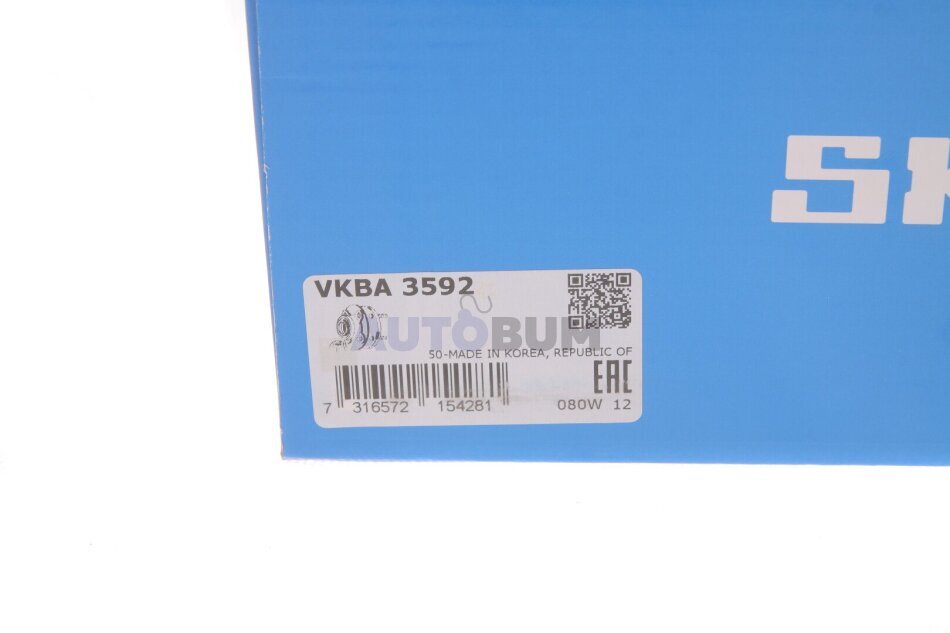 SK
VKBA 3592
AUTOBUM
50-MADE IN KOREA, REPUBLIC OF
EAC
7 316572 154281
080W 12